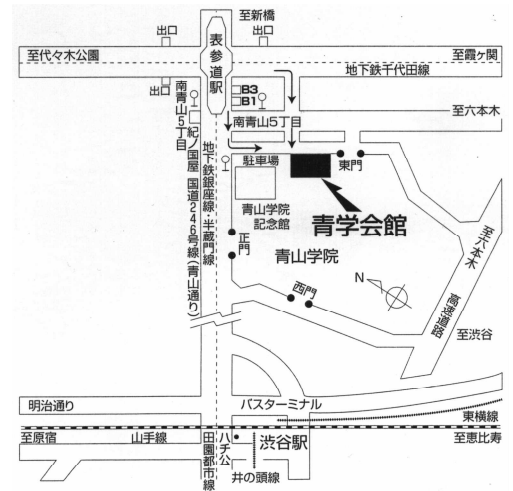 至新橋
出口
出口
表参道駅
至代々木公園
至霞ヶ関
地下鉄千代田線
出口
B3
B1
南青山5丁目
南青山5丁目
至六本木
紀ノ国屋
国道246号線(青山通り)
地下鉄銀座線・半蔵門線
駐車場
東門
青山学院
記念館
青学会館
正門
青山学院
至六本木
N
西門
高速道路
至渋谷
明治通り
バスターミナル
東横線
至原宿
山手線
田園都市線
ハチ公
渋谷駅
至恵比寿
井の頭線